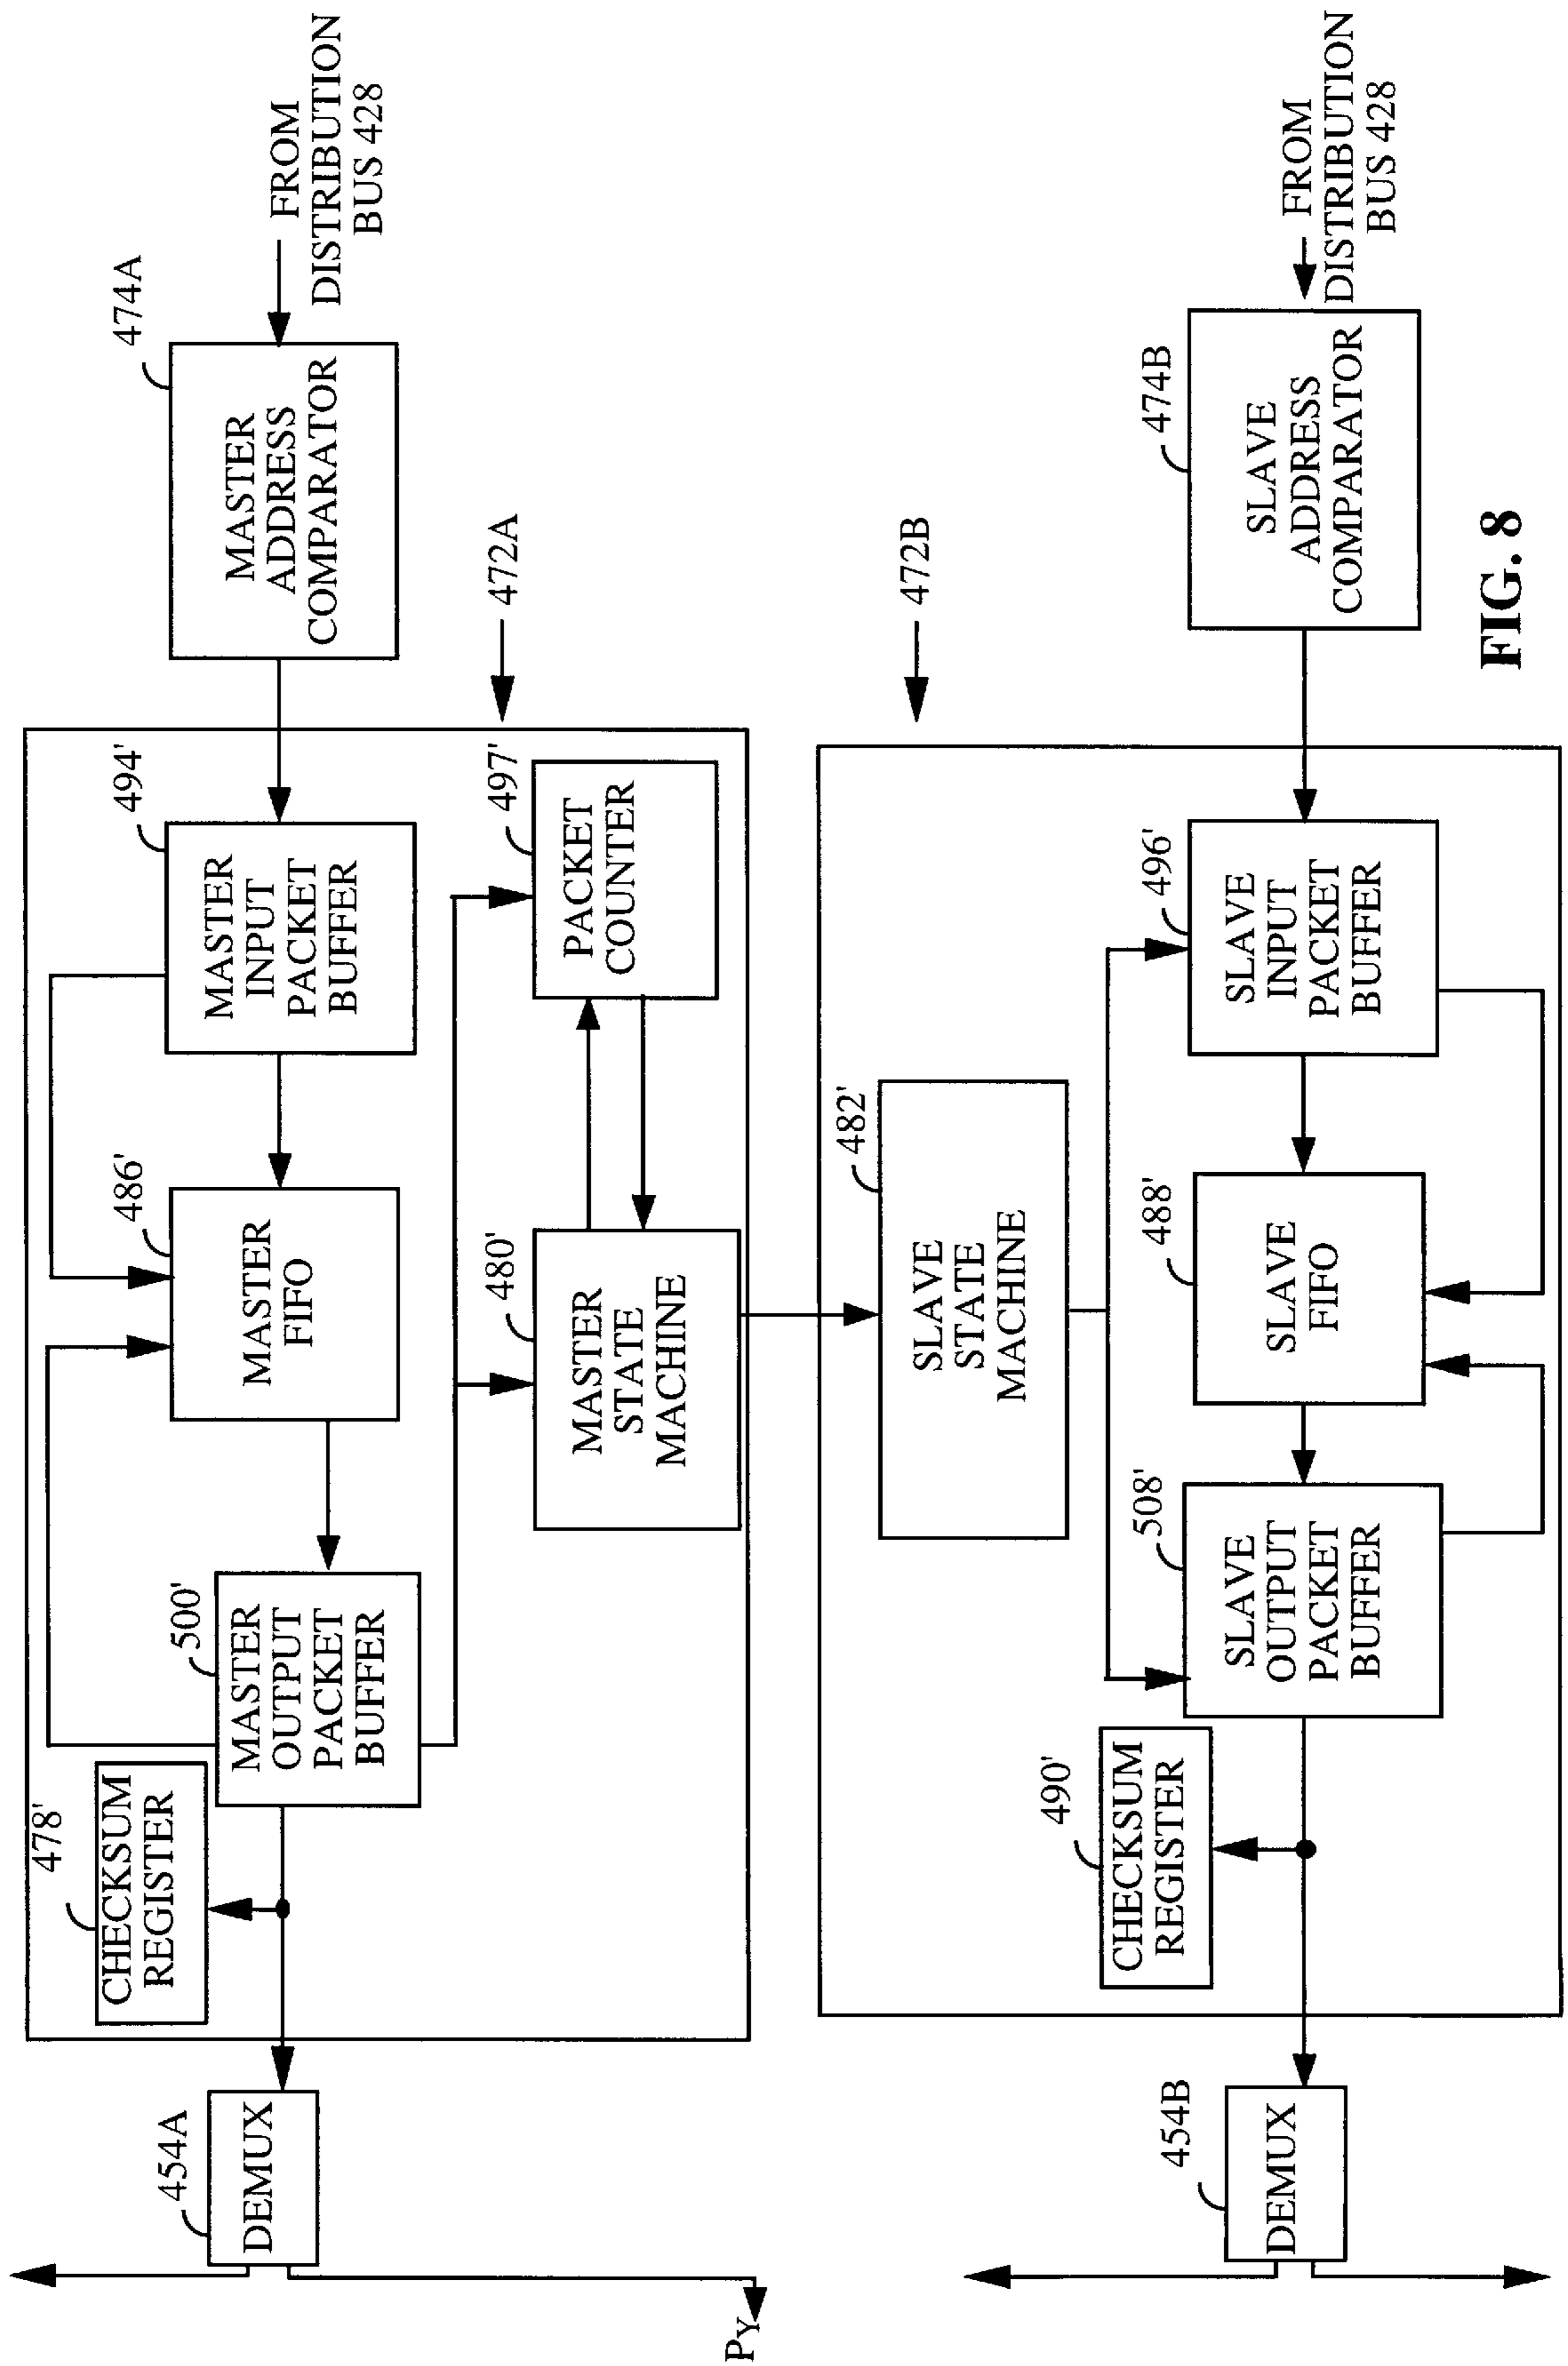 FROM
DISTRIBUTION
BUS 428
474A
MASTER
ADDRESS
COMPARATOR
472A
494'
MASTER
INPUT
PACKET
BUFFER
497'
PACKET
COUNTER
486'
MASTER
FIFO
480'
MASTER
STATE
MACHINE
500'
MASTER
OUTPUT
PACKET
BUFFER
478'
CHECKSUM
REGISTER
454A
DEMUX
PY
FROM
DISTRIBUTION
BUS 428
474B
SLAVE
ADDRESS
COMPARATOR
472B
496'
SLAVE
INPUT
PACKET
BUFFER
482'
SLAVE
STATE
MACHINE
488'
SLAVE
FIFO
508'
SLAVE
OUTPUT
PACKET
BUFFER
490'
CHECKSUM
REGISTER
454B
DEMUX
FIG. 8